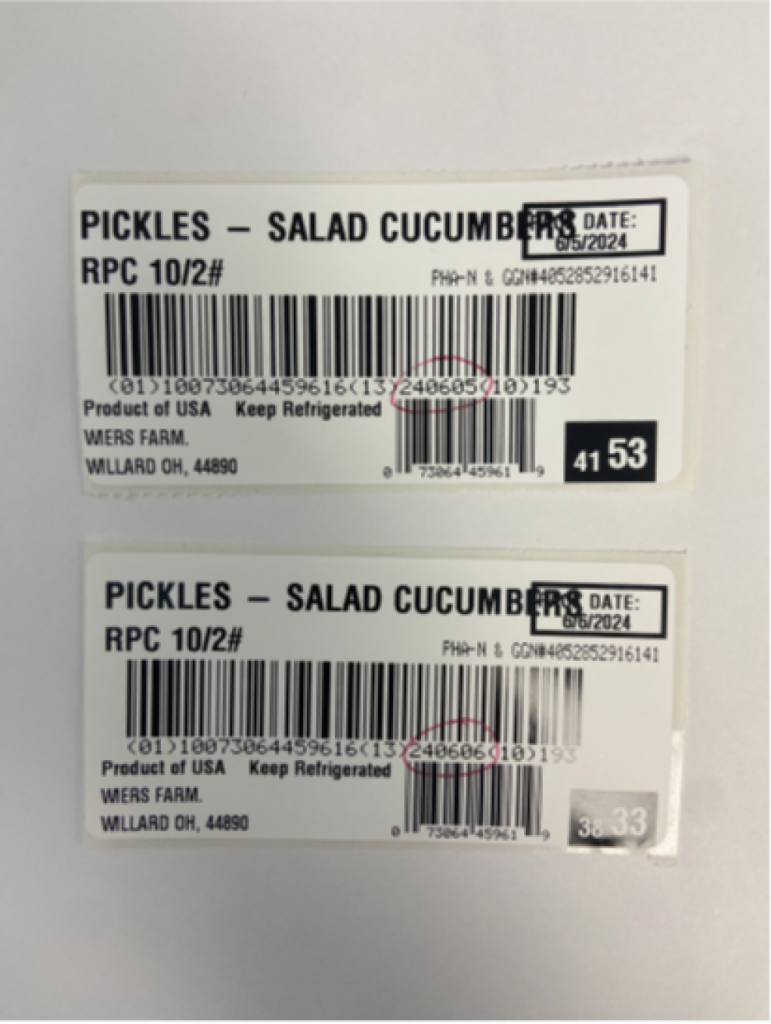 PICKLES – SALAD CUCUMBERS
DATE:
6/5/2024
RPC 10/2#
PHA-N & GGN#4052852916141
(01)10073064459616(13)240605(10)193
Product of USA Keep Refrigerated
WIERS FARM.
WILLARD OH, 44890
0 73064 45961 9
41 53
PICKLES – SALAD CUCUMBERS
DATE:
6/6/2024
RPC 10/2#
PHA-N & GGN#4052852916141
(01)10073064459616(13)240606(10)193
Product of USA Keep Refrigerated
WIERS FARM.
WILLARD OH, 44890
0 73064 45961 9
38 33